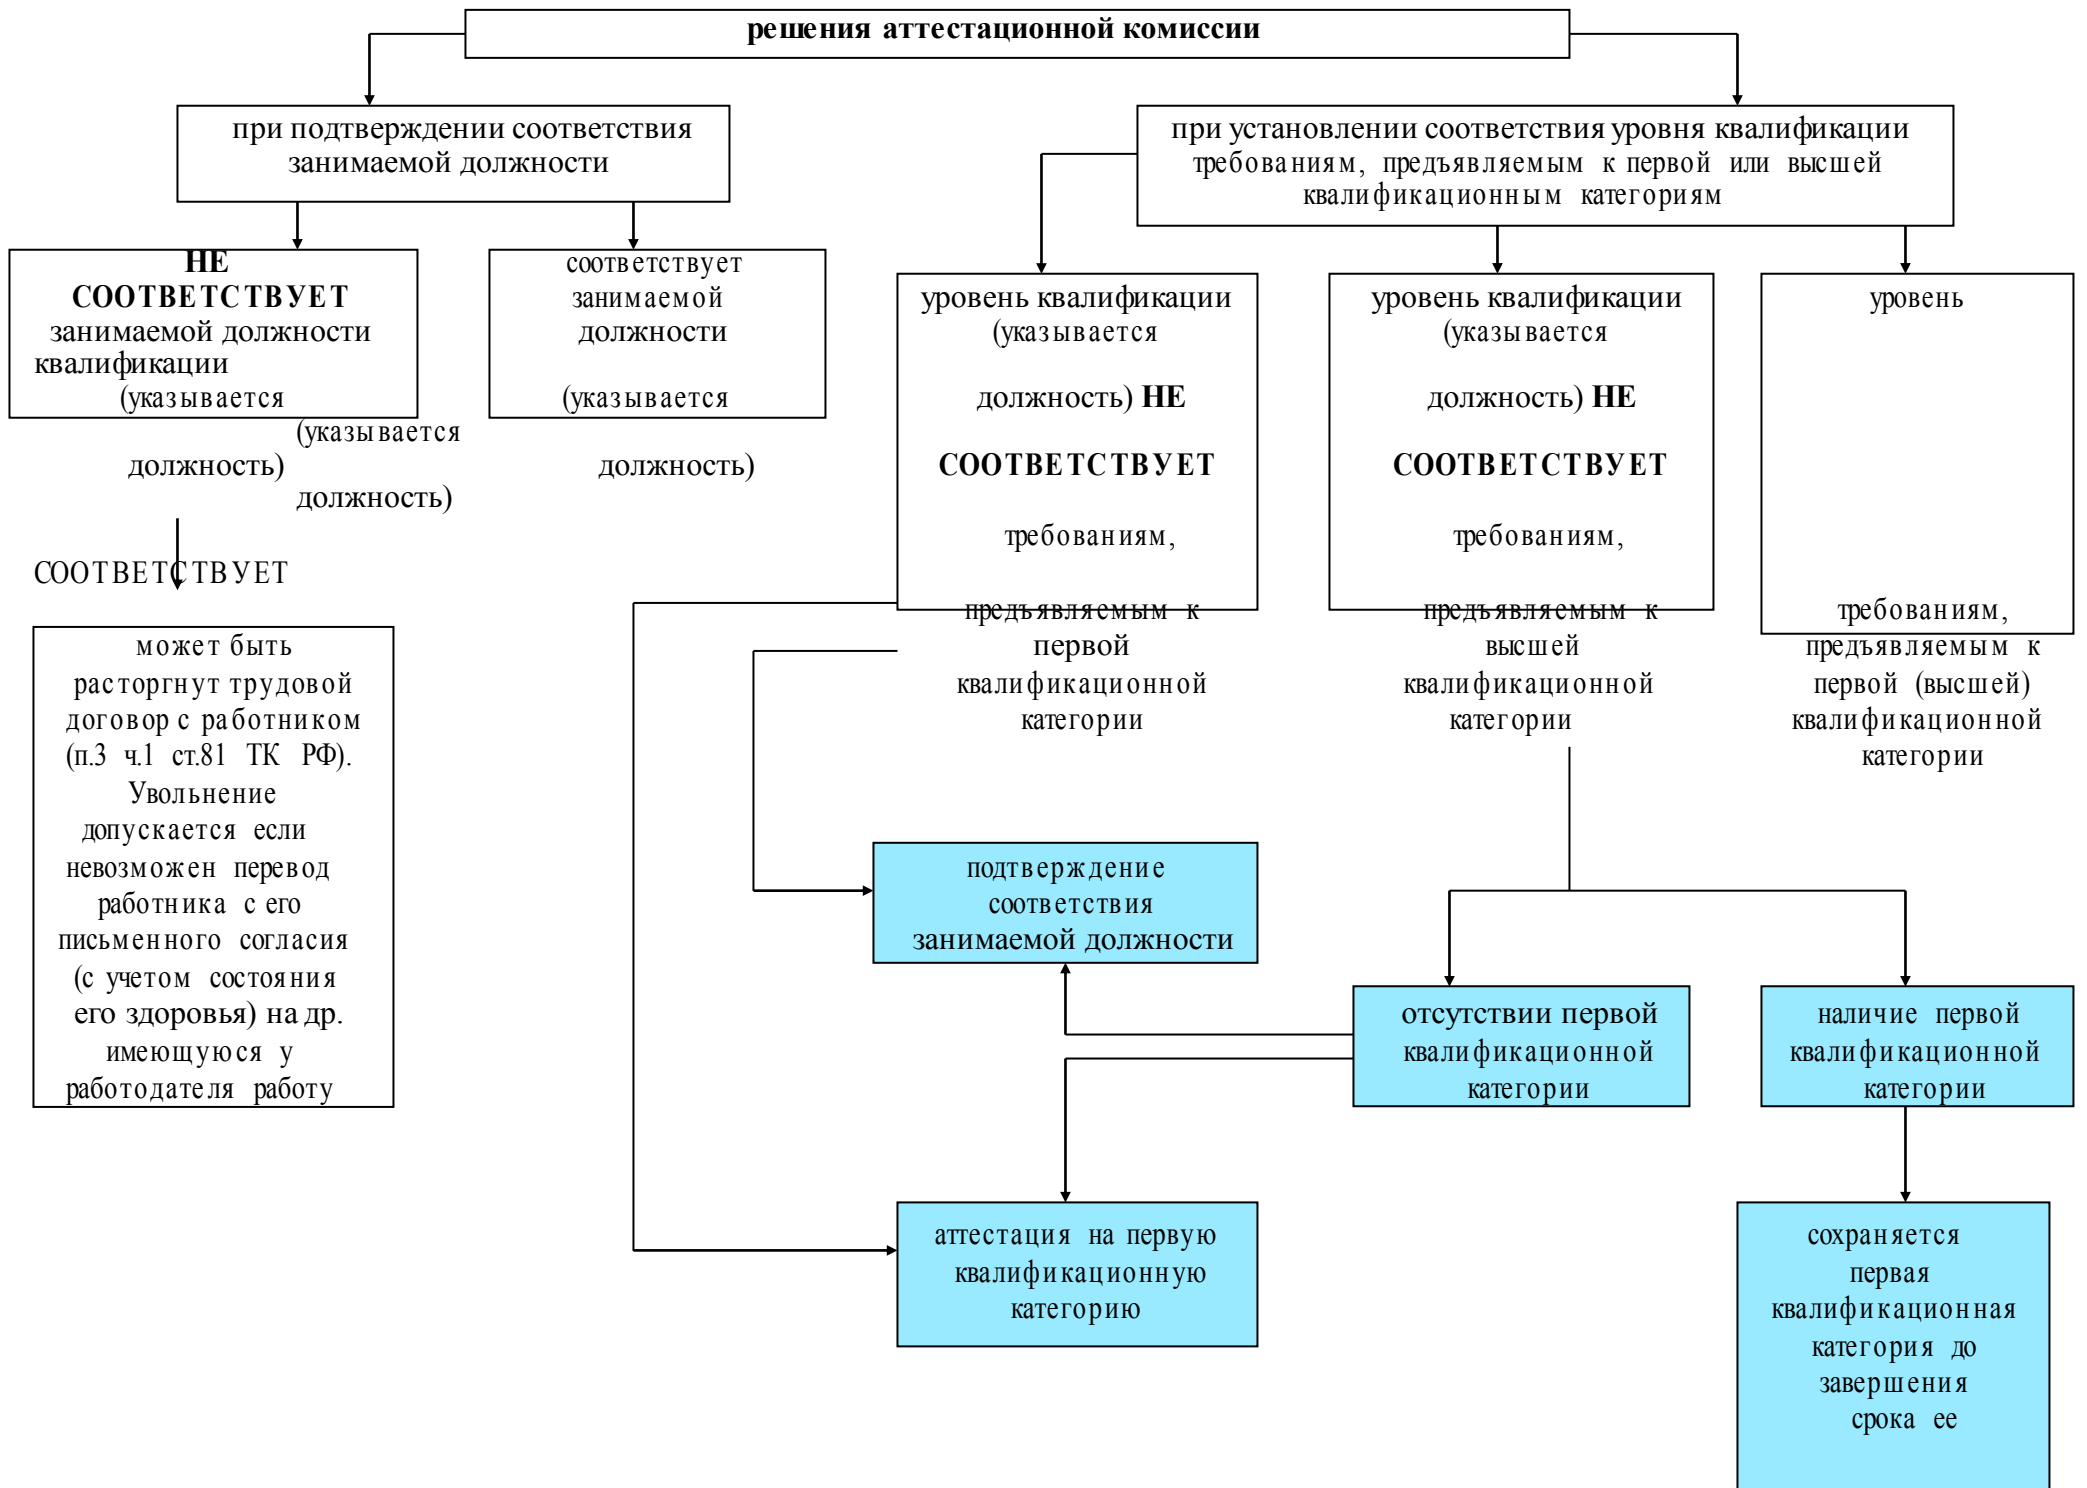 решения аттестационной комиссии
при подтверждении соответствия
занимаемой должности
при установлении соответствия уровня квалификации
требованиям, предъявляемым к первой или высшей
квалификационным категориям
НЕ
СООТВЕТСТВУЕТ
занимаемой должности
квалификации
(указывается
(указывается
должность)
должность)
СООТВЕТСТВУЕТ
соответствует
занимаемой
должности
(указывается
должность)
уровень квалификации
(указывается
должность) НЕ
СООТВЕТСТВУЕТ
требованиям,
предъявляемым к
первой
квалификационной
категории
уровень квалификации
(указывается
должность) НЕ
СООТВЕТСТВУЕТ
требованиям,
предъявляемым к
высшей
квалификационной
категории
уровень
требованиям,
предъявляемым к
первой (высшей)
квалификационной
категории
может быть
расторгнут трудовой
договор с работником
(п.3 ч.1 ст.81 ТК РФ).
Увольнение
допускается если
невозможен перевод
работника с его
письменного согласия
(с учетом состояния
его здоровья) на др.
имеющуюся у
работодателя работу
подтверждение
соответствия
занимаемой должности
отсутствии первой
квалификационной
категории
наличие первой
квалификационной
категории
аттестация на первую
квалификационную
категорию
сохраняется
первая
квалификационная
категория до
завершения
срока ее